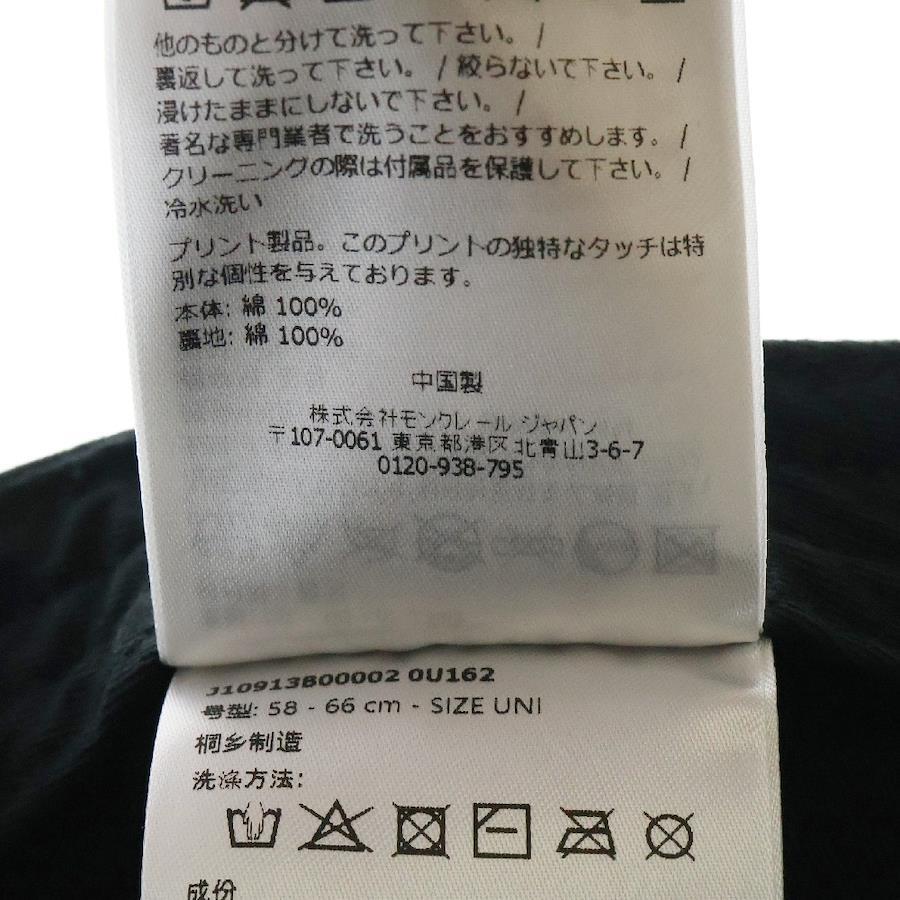 他のものと分けて洗って下さい。 /
裏返して洗って下さい。 / 絞らないで下さい。 /
浸けたままにしないで下さい。 /
著名な専門業者で洗うことをおすすめします。 /
クリーニングの際は付属品を保護して下さい。 /
冷水洗い
プリント製品。このプリントの独特なタッチは特
別な個性を与えております。
本体: 綿 100%
裏地: 綿 100%
中国製
株式会社モンクレール ジャパン
〒107-0061 東京都港区 北青山3-6-7
0120-938-795
J10913B00002 0U162
号型: 58 - 66 cm - SIZE UNI
桐乡制造
洗涤方法:
成份